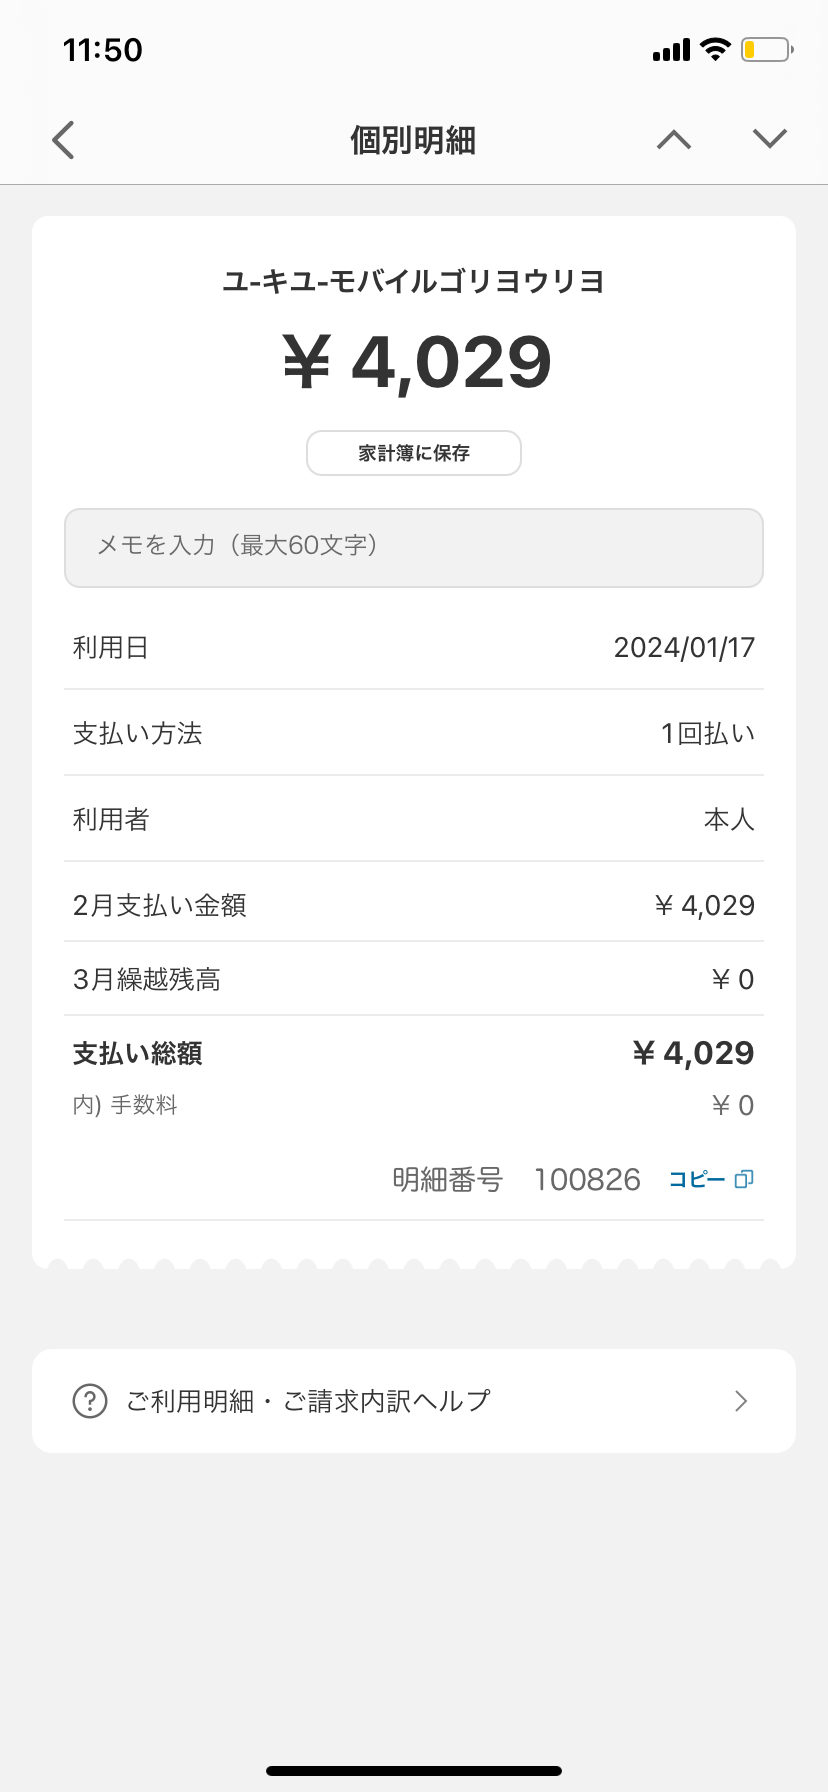 11:50
個別明細
ユ-キユ-モバイルゴリヨウリヨ
¥ 4,029
家計簿に保存
メモを入力（最大60文字）
利用日 2024/01/17
支払い方法 1回払い
利用者 本人
2月支払い金額 ¥ 4,029
3月繰越残高 ¥ 0
支払い総額 ¥ 4,029
内) 手数料 ¥ 0
明細番号 100826 コピー
ご利用明細・ご請求内訳ヘルプ